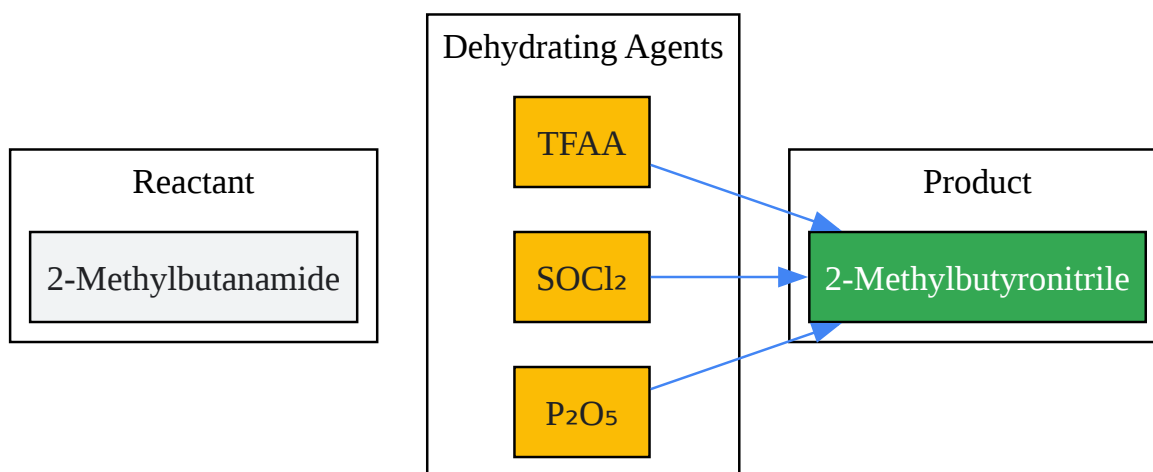 Dehydrating Agents
TFAA
Reactant
Product
2-Methylbutanamide
SOCl₂
2-Methylbutyronitrile
P₂O₅